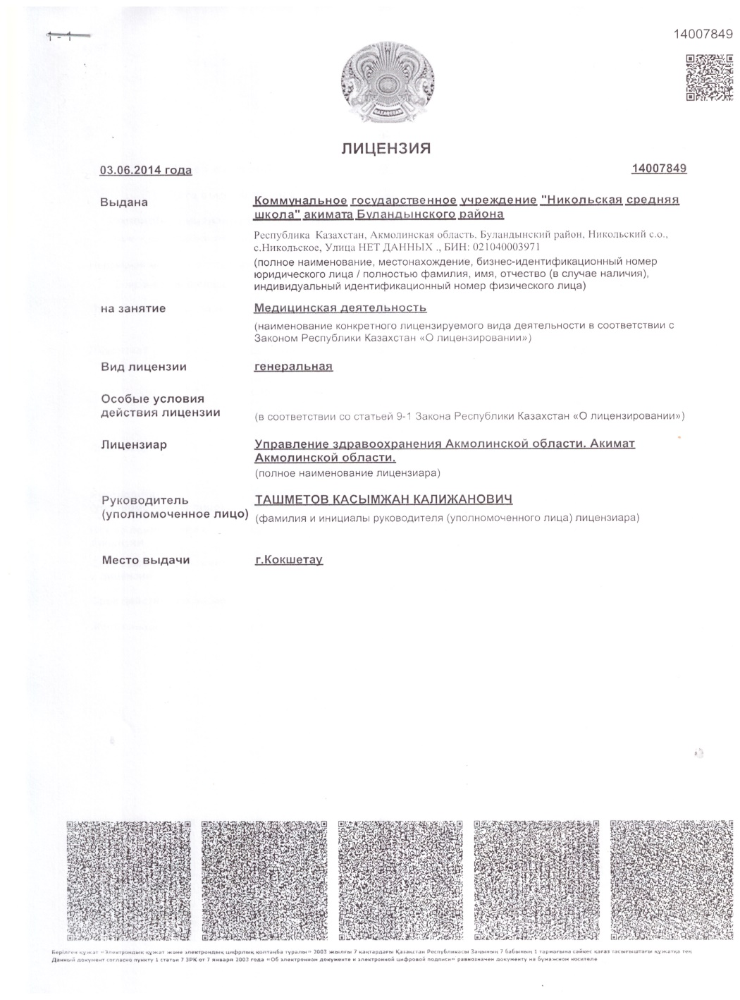 1 - 1
14007849
ҚАЗАҚСТАН
ЛИЦЕНЗИЯ
03.06.2014 года
14007849
Выдана
Коммунальное государственное учреждение "Никольская средняя
школа" акимата Буландынского района
Республика Казахстан, Акмолинская область, Буландынский район, Никольский с.о.,
с.Никольское, Улица НЕТ ДАННЫХ ., БИН: 021040003971
(полное наименование, местонахождение, бизнес-идентификационный номер
юридического лица / полностью фамилия, имя, отчество (в случае наличия),
индивидуальный идентификационный номер физического лица)
на занятие
Медицинская деятельность
(наименование конкретного лицензируемого вида деятельности в соответствии с
Законом Республики Казахстан «О лицензировании»)
Вид лицензии
генеральная
Особые условия
действия лицензии
(в соответствии со статьей 9-1 Закона Республики Казахстан «О лицензировании»)
Лицензиар
Управление здравоохранения Акмолинской области. Акимат
Акмолинской области.
(полное наименование лицензиара)
Руководитель
(уполномоченное лицо)
ТАШМЕТОВ КАСЫМЖАН КАЛИЖАНОВИЧ
(фамилия и инициалы руководителя (уполномоченного лица) лицензиара)
Место выдачи
г.Кокшетау
Берілген құжат «Электрондық құжат және электрондық цифрлық қолтаңба туралы» 2003 жылғы 7 қаңтардағы Қазақстан Республикасы Заңының 7 бабының 1 тармағына сәйкес қағаз тасығыштағы құжатқа тең
Данный документ согласно пункту 1 статьи 7 ЗРК от 7 января 2003 года «Об электронном документе и электронной цифровой подписи» равнозначен документу на бумажном носителе